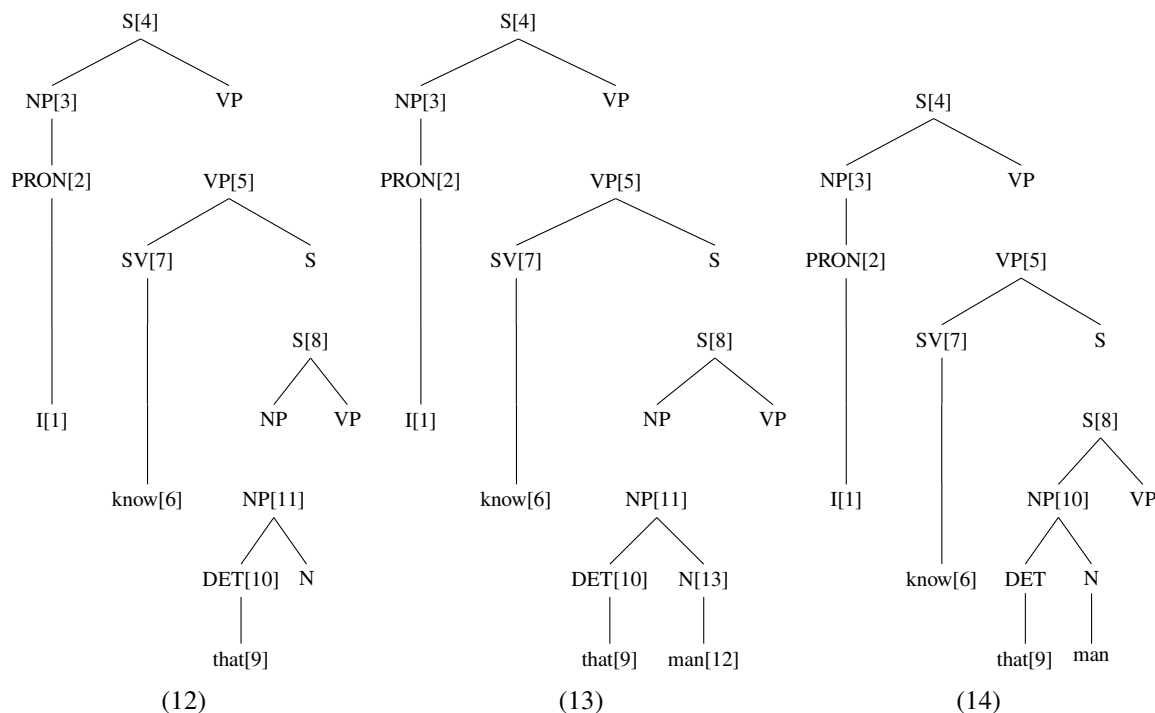 S[4] S[4]
NP[3] VP NP[3] VP S[4]
PRON[2] VP[5] PRON[2] VP[5] NP[3] VP
SV[7] S SV[7] S PRON[2] VP[5]
S[8] S[8] SV[7] S
I[1] NP VP I[1] NP VP S[8]
know[6] NP[11] know[6] NP[11] I[1] NP[10] VP
DET[10] N DET[10] N[13] know[6] DET N
that[9] that[9] man[12] that[9] man
(12) (13) (14)